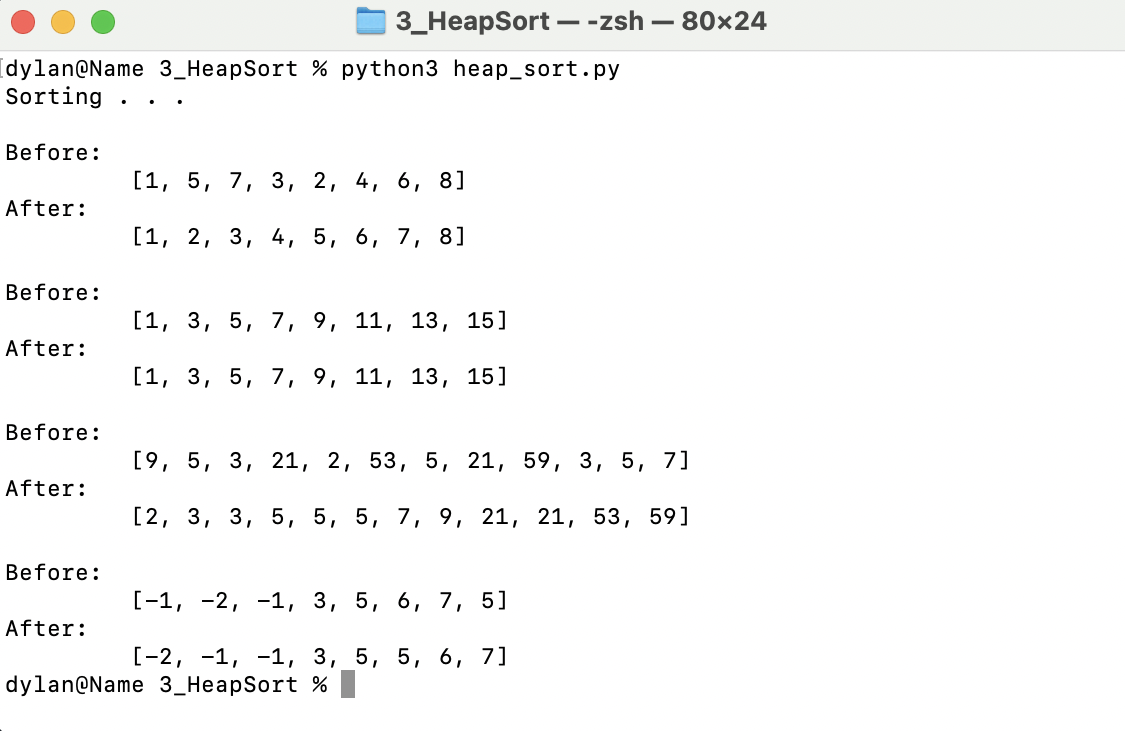 3_HeapSort — -zsh — 80×24
[dylan@Name 3_HeapSort % python3 heap_sort.py
Sorting . . .
Before:
[1, 5, 7, 3, 2, 4, 6, 8]
After:
[1, 2, 3, 4, 5, 6, 7, 8]
Before:
[1, 3, 5, 7, 9, 11, 13, 15]
After:
[1, 3, 5, 7, 9, 11, 13, 15]
Before:
[9, 5, 3, 21, 2, 53, 5, 21, 59, 3, 5, 7]
After:
[2, 3, 3, 5, 5, 5, 7, 9, 21, 21, 53, 59]
Before:
[-1, -2, -1, 3, 5, 6, 7, 5]
After:
[-2, -1, -1, 3, 5, 5, 6, 7]
dylan@Name 3_HeapSort %